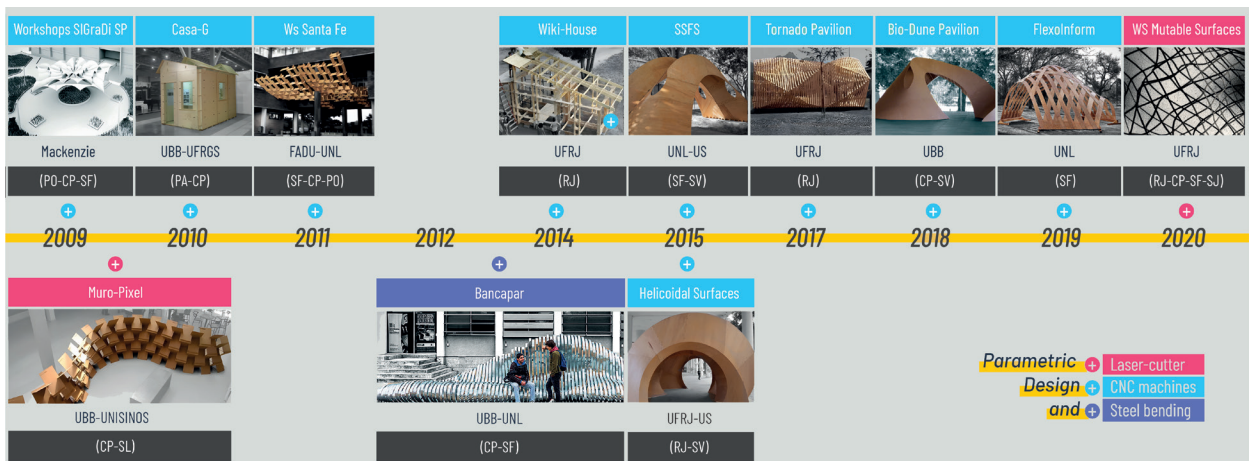 Workshops SIGraDi SP
Casa-G
Ws Santa Fe
Wiki-House
SSFS
Tornado Pavilion
Bio-Dune Pavilion
FlexoInform
WS Mutable Surfaces
Mackenzie
UBB-UFRGS
FADU-UNL
UFRJ
UNL-US
UFRJ
UBB
UNL
UFRJ
(PO-CP-SF)
(PA-CP)
(SF-CP-PO)
(RJ)
(SF-SV)
(RJ)
(CP-SV)
(SF)
(RJ-CP-SF-SJ)
2009
2010
2011
2012
2014
2015
2017
2018
2019
2020
Muro-Pixel
Bancapar
Helicoidal Surfaces
UBB-UNISINOS
UBB-UNL
UFRJ-US
(CP-SL)
(CP-SF)
(RJ-SV)
Parametric + Laser-cutter
Design + CNC machines
and + Steel bending